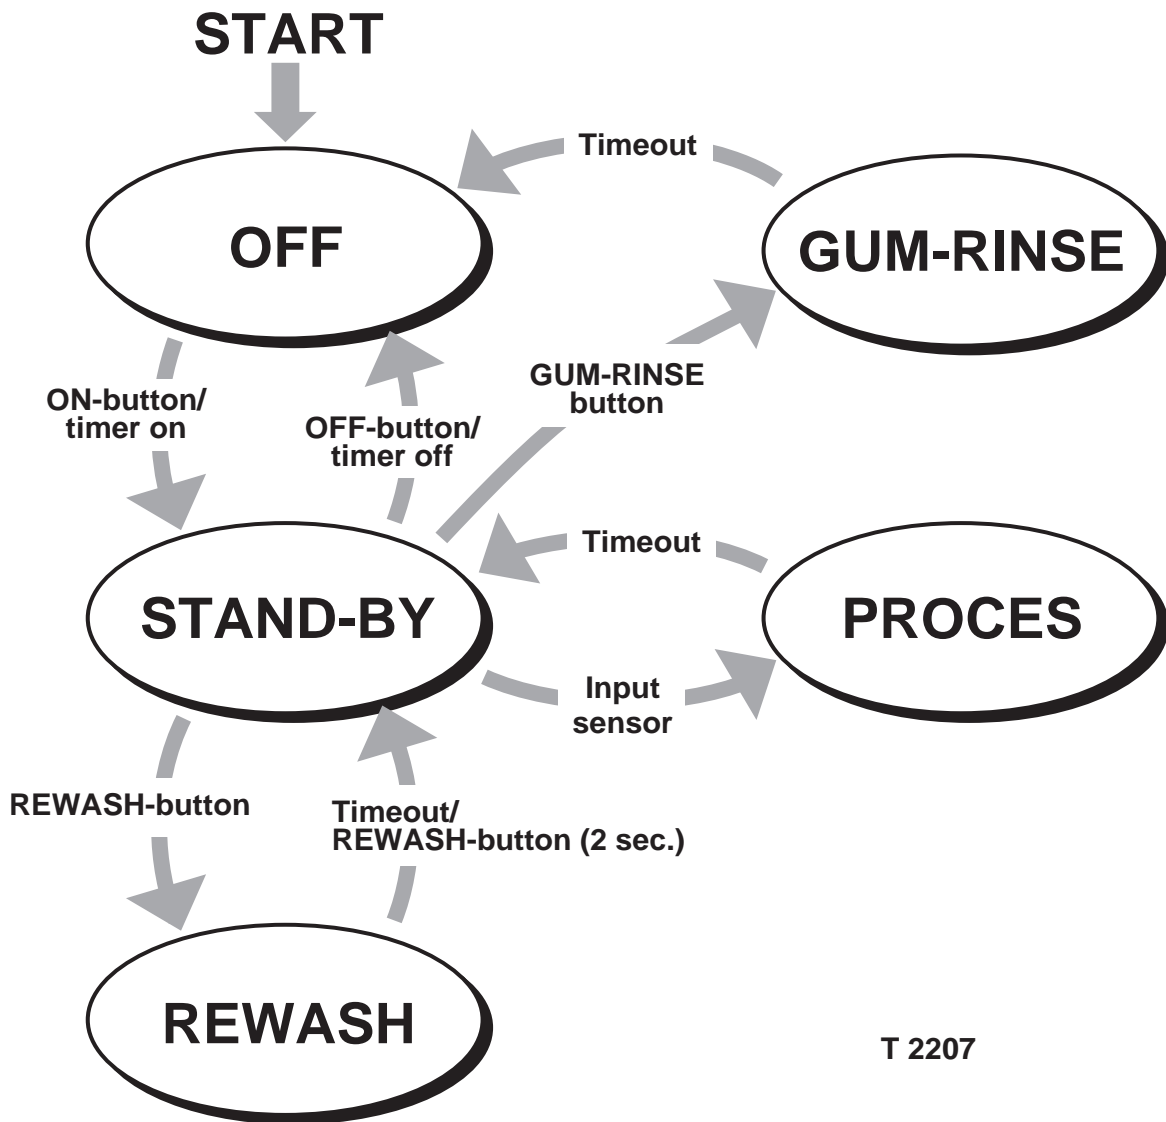 START
Timeout
OFF
GUM-RINSE
GUM-RINSE
button
ON-button/
timer on
OFF-button/
timer off
Timeout
STAND-BY
PROCES
Input
sensor
REWASH-button
Timeout/
REWASH-button (2 sec.)
REWASH
T 2207